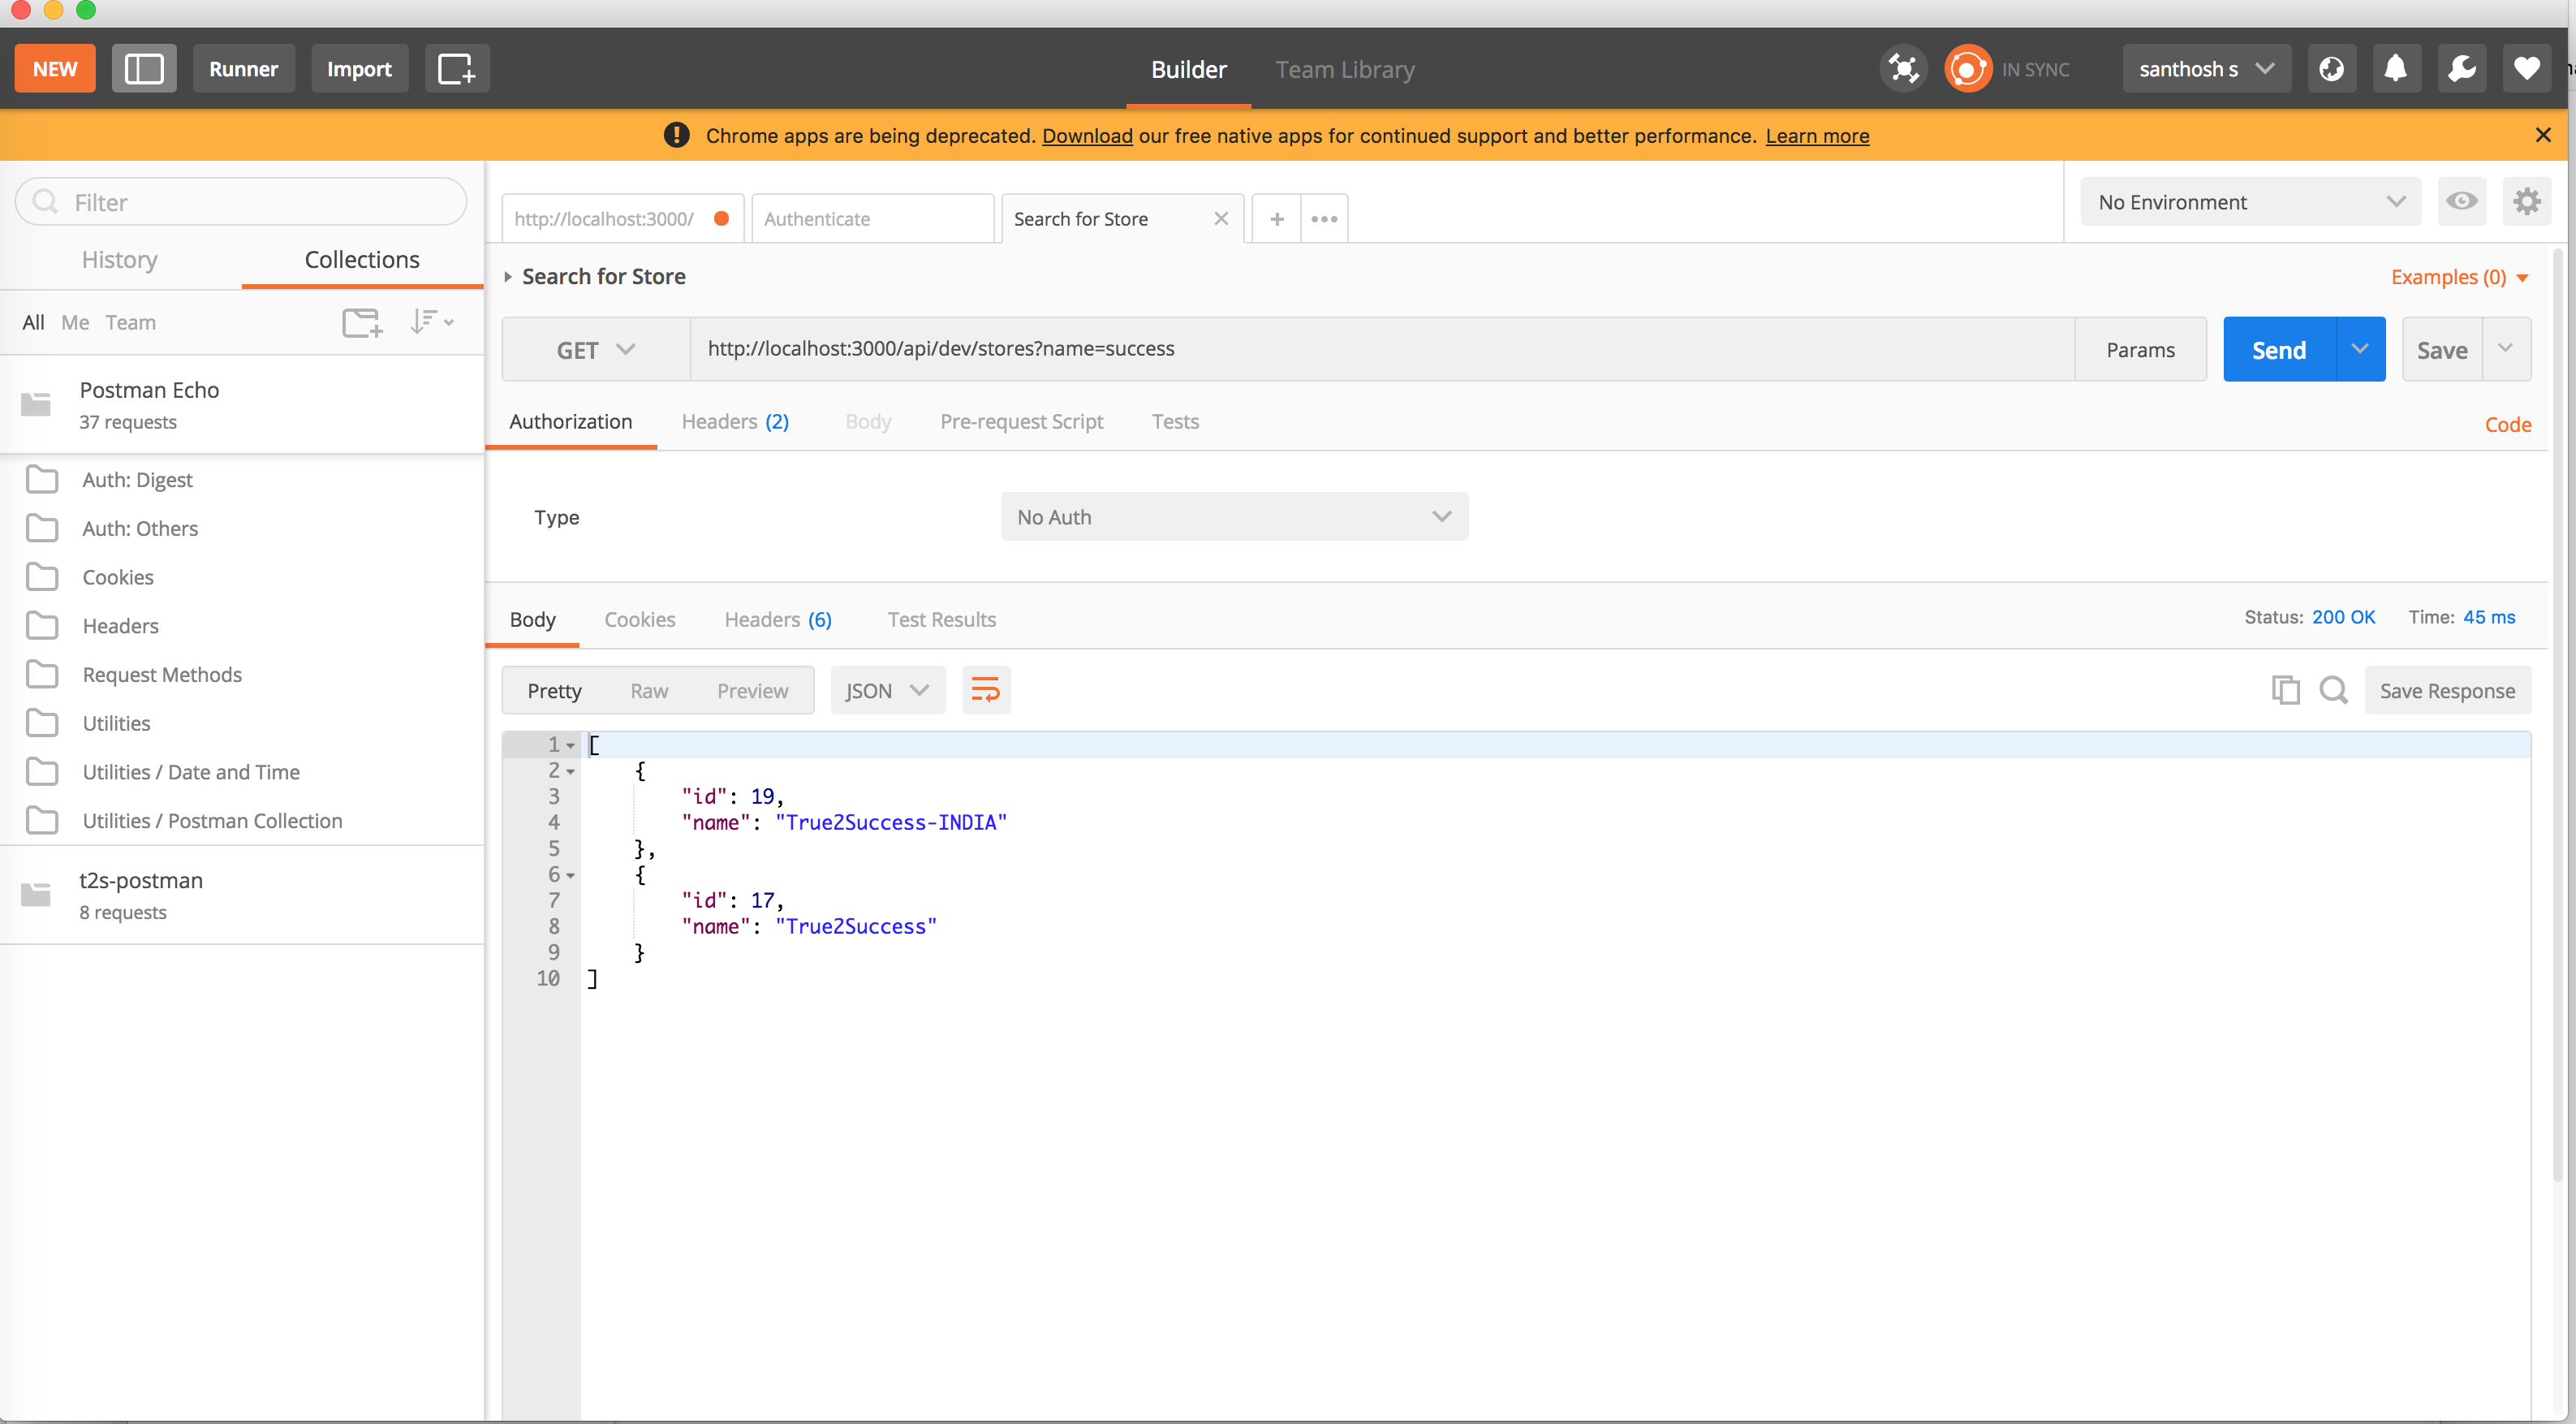 NEW Runner Import Builder Team Library IN SYNC santhosh s
Chrome apps are being deprecated. Download our free native apps for continued support and better performance. Learn more
Filter
History Collections
All Me Team
Postman Echo
37 requests
Auth: Digest
Auth: Others
Cookies
Headers
Request Methods
Utilities
Utilities / Date and Time
Utilities / Postman Collection
t2s-postman
8 requests
http://localhost:3000/ Authenticate Search for Store No Environment
Search for Store Examples (0)
GET http://localhost:3000/api/dev/stores?name=success Params Send Save
Authorization Headers (2) Body Pre-request Script Tests Code
Type No Auth
Body Cookies Headers (6) Test Results Status: 200 OK Time: 45 ms
Pretty Raw Preview JSON Save Response
1 [
2 {
3 "id": 19,
4 "name": "True2Success-INDIA"
5 },
6 {
7 "id": 17,
8 "name": "True2Success"
9 }
10 ]